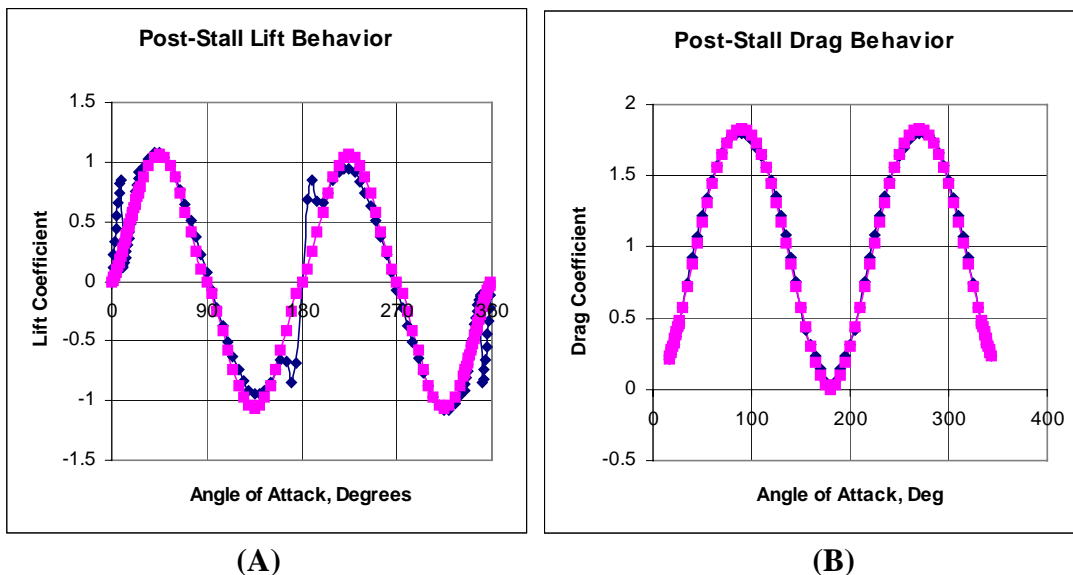 Post-Stall Lift Behavior
1.5
1
0.5
0
-0.5
-1
-1.5
0
90
180
270
360
Lift Coefficient
Angle of Attack, Degrees
(A)
Post-Stall Drag Behavior
2
1.5
1
0.5
0
-0.5
0
100
200
300
400
Drag Coefficient
Angle of Attack, Deg
(B)